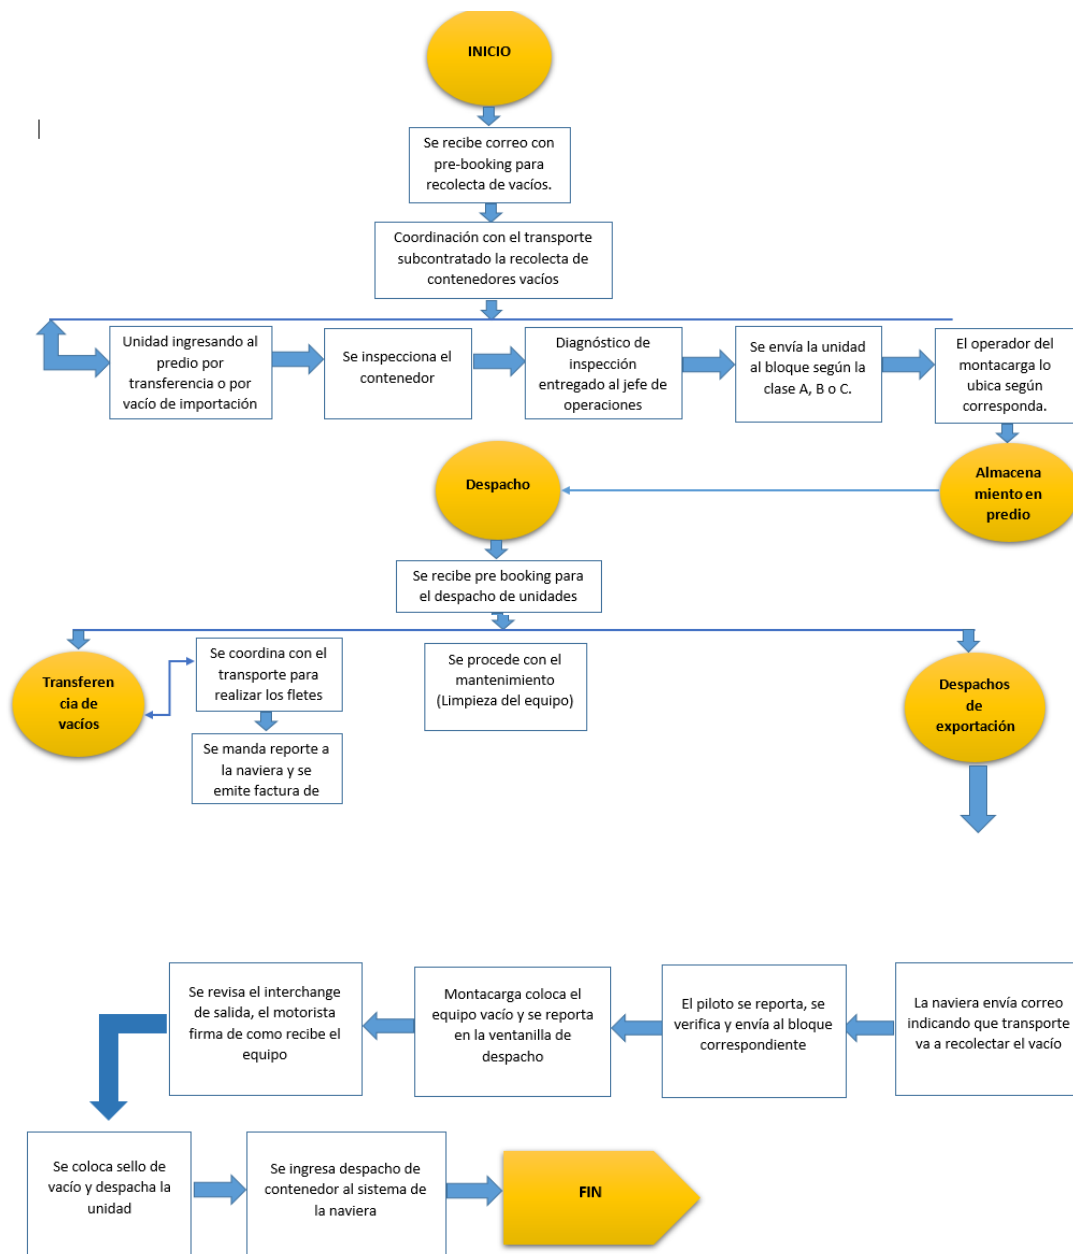 INICIO
Se recibe correo con
pre-booking para
recolecta de vacíos.
Coordinación con el transporte
subcontratado la recolecta de
contenedores vacíos
Unidad ingresando al
predio por
transferencia o por
vacío de importación
Se inspecciona el
contenedor
Diagnóstico de
inspección
entregado al jefe de
operaciones
Se envía la unidad
al bloque según la
clase A, B o C.
El operador del
montacarga lo
ubica según
corresponda.
Almacena
miento en
predio
Despacho
Se recibe pre booking para
el despacho de unidades
Transferen
cia de
vacíos
Se coordina con el
transporte para
realizar los fletes
Se manda reporte a
la naviera y se
emite factura de
Se procede con el
mantenimiento
(Limpieza del equipo)
Despachos
de
exportación
La naviera envía correo
indicando que transporte
va a recolectar el vacío
El piloto se reporta, se
verifica y envía al bloque
correspondiente
Montacarga coloca el
equipo vacío y se reporta
en la ventanilla de
despacho
Se revisa el interchange
de salida, el motorista
firma de como recibe el
equipo
Se coloca sello de
vacío y despacha la
unidad
Se ingresa despacho de
contenedor al sistema de
la naviera
FIN